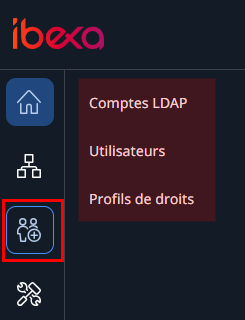 ibexa
Comptes LDAP
Utilisateurs
Profils de droits